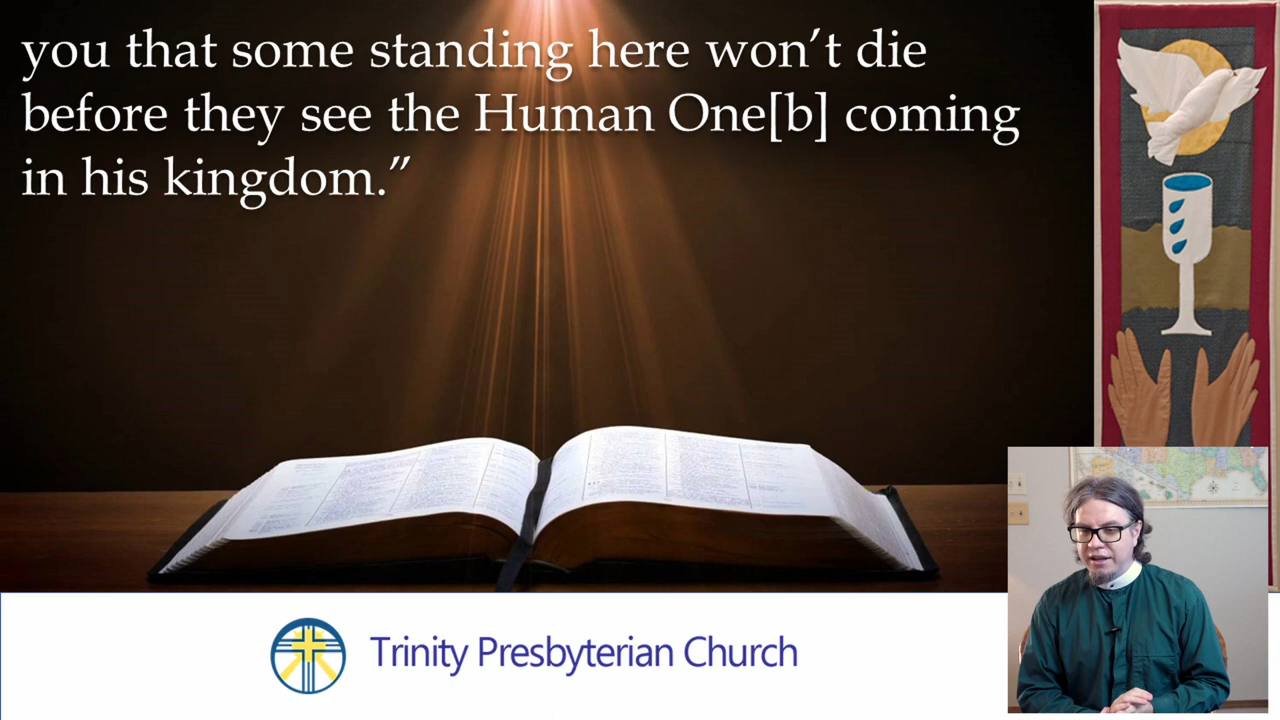 you that some standing here won’t die
before they see the Human One[b] coming
in his kingdom.”
Trinity Presbyterian Church